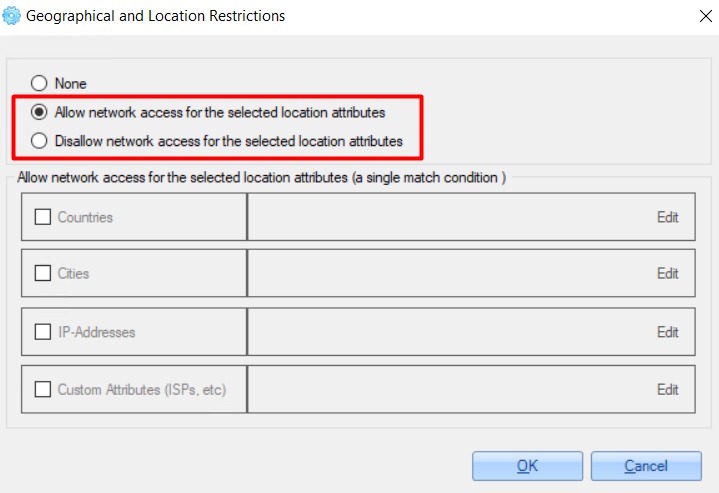 Geographical and Location Restrictions
None
Allow network access for the selected location attributes
Disallow network access for the selected location attributes
Allow network access for the selected location attributes (a single match condition )
Countries Edit
Cities Edit
IP-Addresses Edit
Custom Attributes (ISPs, etc) Edit
OK Cancel